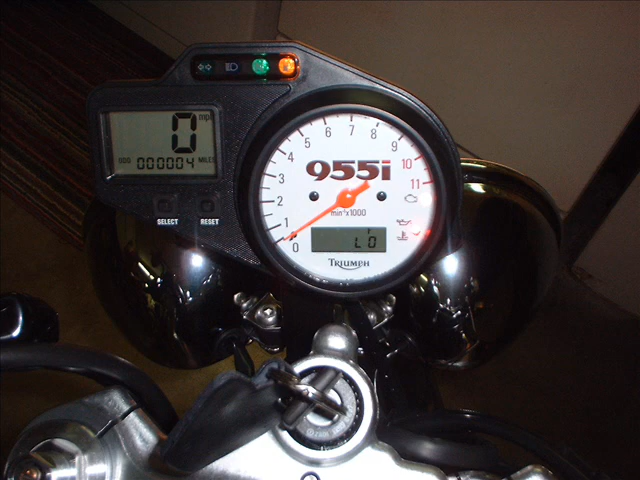 0 mph
ODO 000004 MILES
SELECT RESET
0 1 2 3 4 5 6 7 8 9 10 11
955i
min⁻¹x1000
LO
TRIUMPH